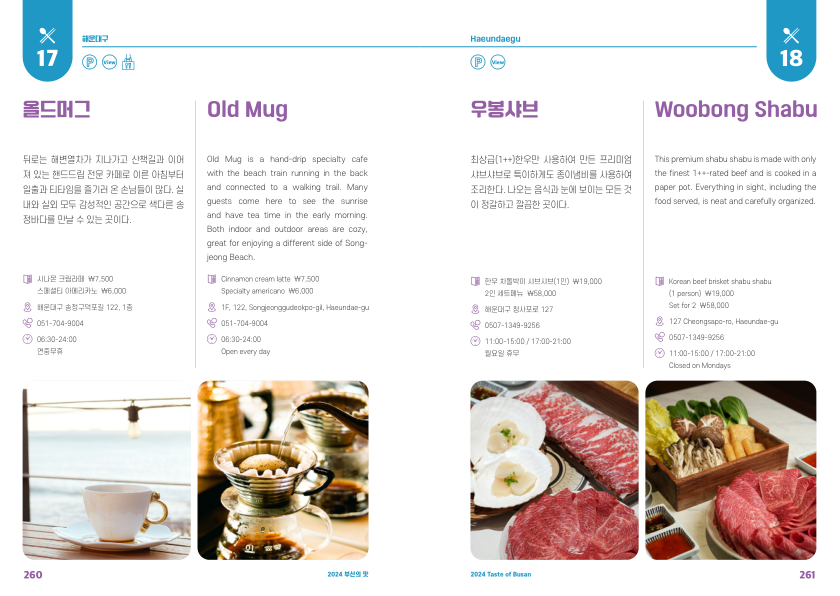 17
해운대구
P
View
올드머그
뒤로는 해변열차가 지나가고 산책길과 이어
져 있는 핸드드립 전문 카페로 이른 아침부터
일출과 티타임을 즐기러 온 손님들이 많다. 실
내와 실외 모두 감성적인 공간으로 색다른 송
정바다를 만날 수 있는 곳이다.
시나몬 크림라떼 ₩7,500
스페셜티 아메리카노 ₩6,000
해운대구 송정구덕포길 122, 1층
051-704-9004
06:30-24:00
연중무휴
Old Mug
Old Mug is a hand-drip specialty cafe
with the beach train running in the back
and connected to a walking trail. Many
guests come here to see the sunrise
and have tea time in the early morning.
Both indoor and outdoor areas are cozy,
great for enjoying a different side of Song-
jeong Beach.
Cinnamon cream latte ₩7,500
Specialty americano ₩6,000
1F, 122, Songjeonggudeokpo-gil, Haeundae-gu
051-704-9004
06:30-24:00
Open every day
260
2024 부산의 맛
Haeundaegu
18
P
View
우봉샤브
최상급(1++)한우만 사용하여 만든 프리미엄
샤브샤브로 특이하게도 종이냄비를 사용하여
조리한다. 나오는 음식과 눈에 보이는 모든 것
이 정갈하고 깔끔한 곳이다.
한우 차돌박이 샤브샤브(1인) ₩19,000
2인 세트메뉴 ₩58,000
해운대구 청사포로 127
0507-1349-9256
11:00-15:00 / 17:00-21:00
월요일 휴무
Woobong Shabu
This premium shabu shabu is made with only
the finest 1++-rated beef and is cooked in a
paper pot. Everything in sight, including the
food served, is neat and carefully organized.
Korean beef brisket shabu shabu
(1 person) ₩19,000
Set for 2 ₩58,000
127 Cheongsapo-ro, Haeundae-gu
0507-1349-9256
11:00-15:00 / 17:00-21:00
Closed on Mondays
2024 Taste of Busan
261